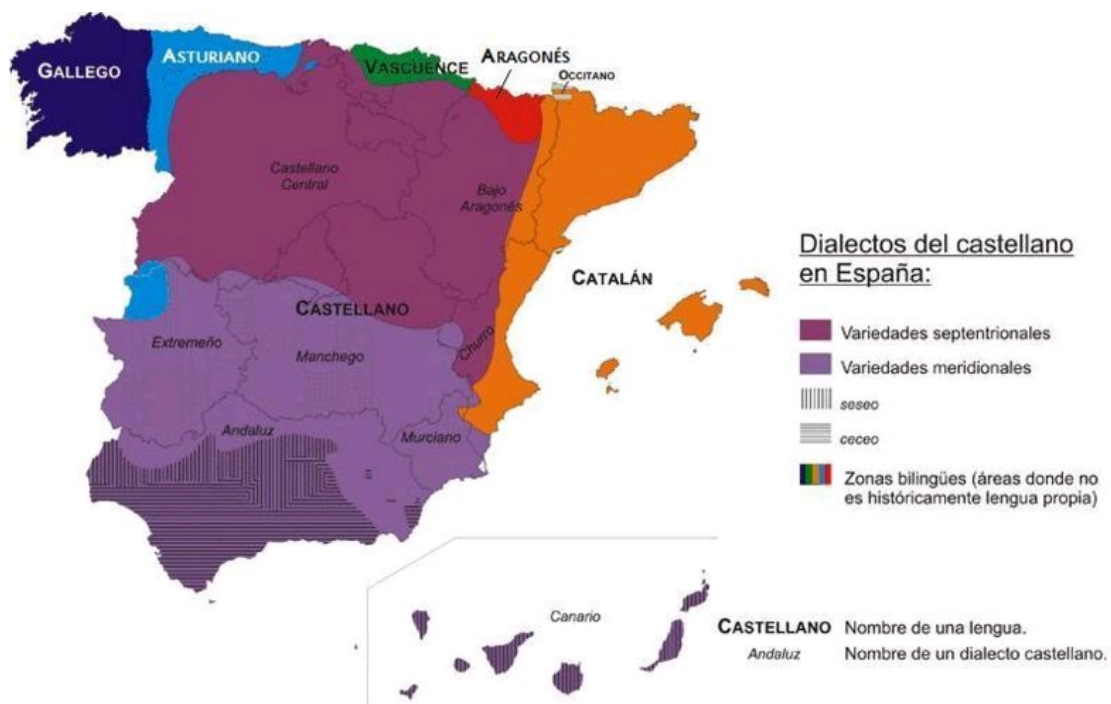 GALLEGO
ASTURIANO
VASCUENCE
ARAGONÉS
OCCITANO
Castellano
Central
Bajo
Aragonés
CATALÁN
CASTELLANO
Extremeño
Manchego
Churro
Andaluz
Murciano
Canario
Dialectos del castellano
en España:
Variedades septentrionales
Variedades meridionales
seseo
ceceo
Zonas bilingües (áreas donde no
es históricamente lengua propia)
CASTELLANO Nombre de una lengua.
Andaluz Nombre de un dialecto castellano.